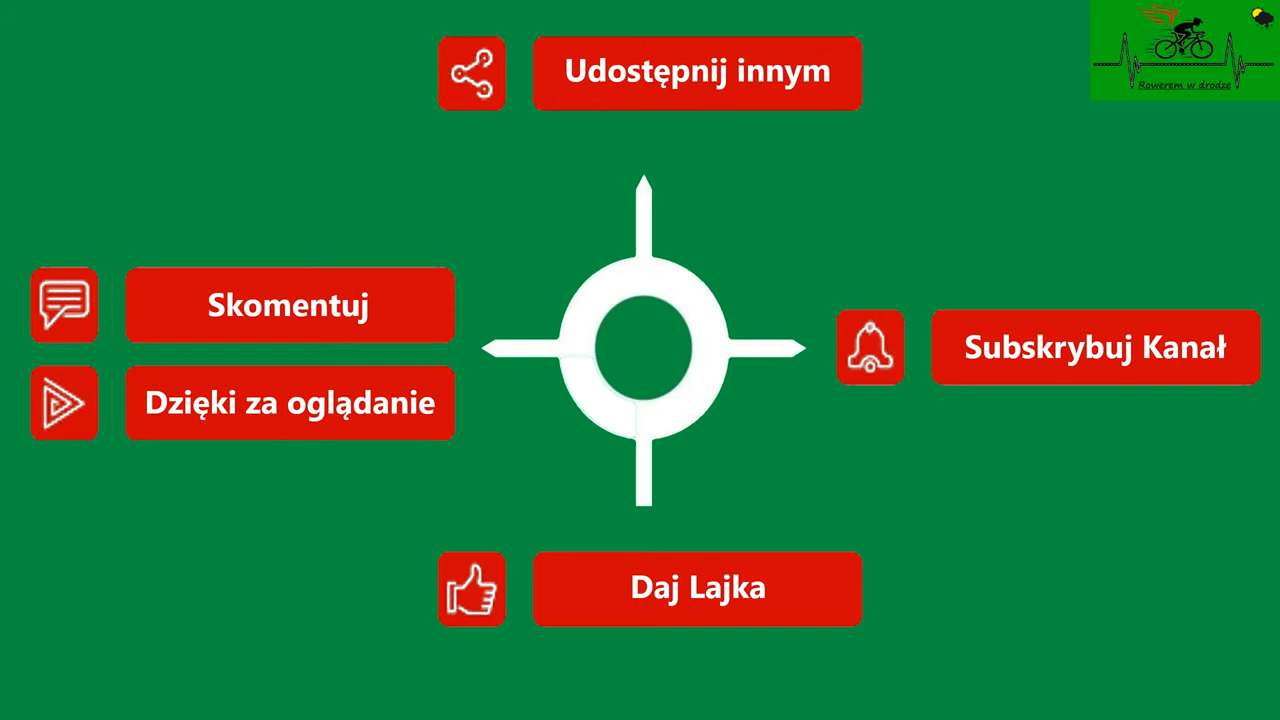 Udostępnij innym
Rowerem w drodze
Skomentuj
Subskrybuj Kanał
Dzięki za oglądanie
Daj Lajka